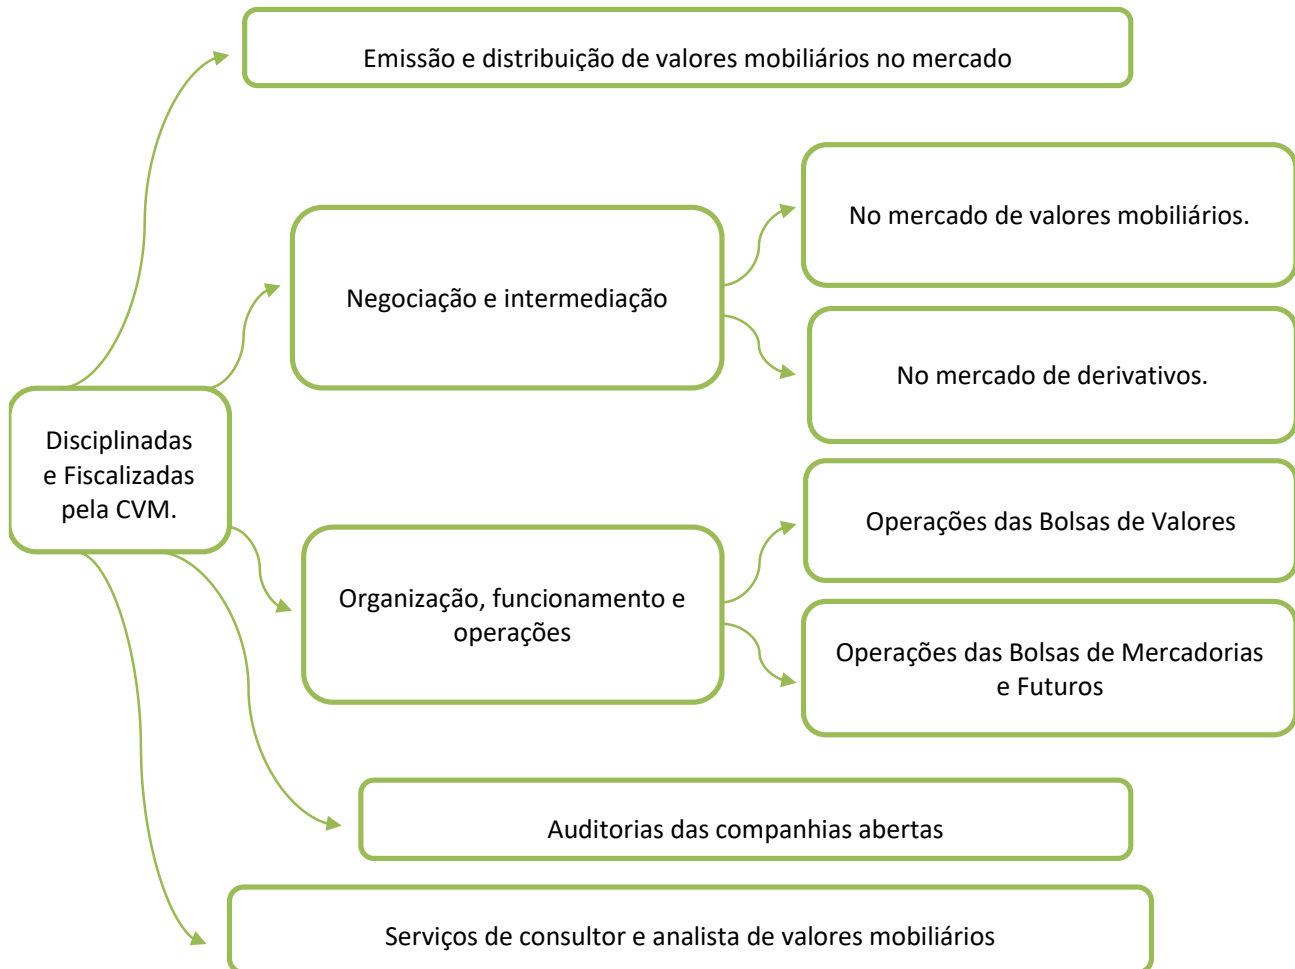 Emissão e distribuição de valores mobiliários no mercado
No mercado de valores mobiliários.
Negociação e intermediação
No mercado de derivativos.
Disciplinadas
e Fiscalizadas
pela CVM.
Operações das Bolsas de Valores
Organização, funcionamento e
operações
Operações das Bolsas de Mercadorias
e Futuros
Auditorias das companhias abertas
Serviços de consultor e analista de valores mobiliários